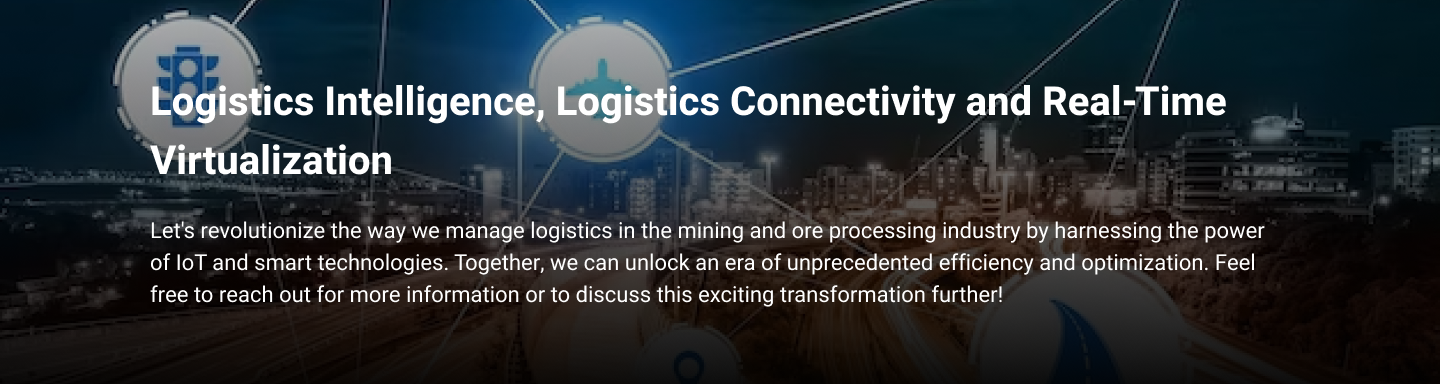 Logistics Intelligence, Logistics Connectivity and Real-Time
Virtualization
Let's revolutionize the way we manage logistics in the mining and ore processing industry by harnessing the power
of IoT and smart technologies. Together, we can unlock an era of unprecedented efficiency and optimization. Feel
free to reach out for more information or to discuss this exciting transformation further!